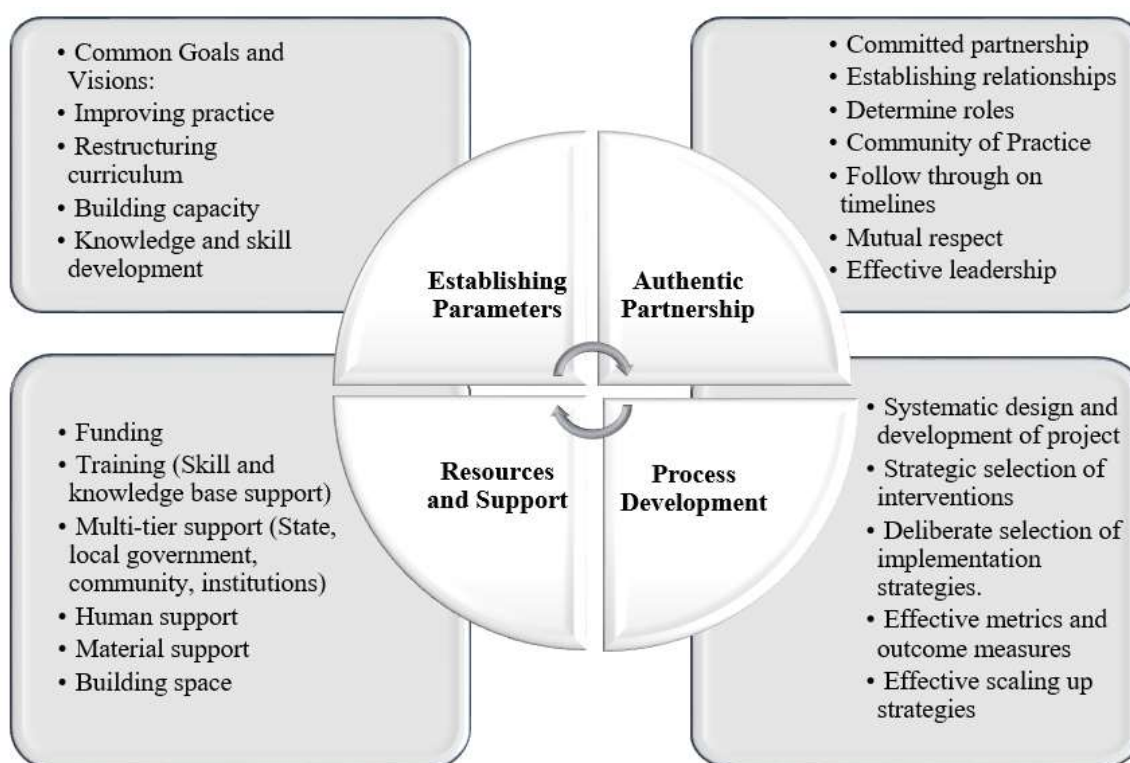 • Common Goals and
Visions:
• Improving practice
• Restructuring
curriculum
• Building capacity
• Knowledge and skill
development
• Committed partnership
• Establishing relationships
• Determine roles
• Community of Practice
• Follow through on
timelines
• Mutual respect
• Effective leadership
Establishing
Parameters
Authentic
Partnership
Resources
and Support
Process
Development
• Funding
• Training (Skill and
knowledge base support)
• Multi-tier support (State,
local government,
community, institutions)
• Human support
• Material support
• Building space
• Systematic design and
development of project
• Strategic selection of
interventions
• Deliberate selection of
implementation
strategies.
• Effective metrics and
outcome measures
• Effective scaling up
strategies